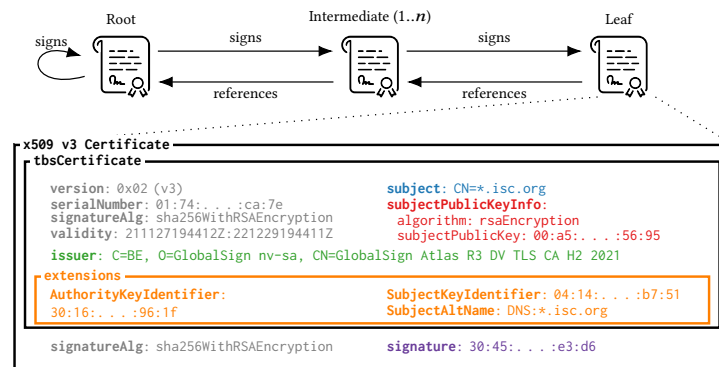 Root
Intermediate (1..n)
Leaf
signs
signs
signs
references
references
x509 v3 Certificate
tbsCertificate
version: 0x02 (v3)
serialNumber: 01:74:...:ca:7e
signatureAlg: sha256WithRSAEncryption
validity: 211127194412Z:221229194411Z
subject: CN=*.isc.org
subjectPublicKeyInfo:
algorithm: rsaEncryption
subjectPublicKey: 00:a5:...:56:95
issuer: C=BE, O=GlobalSign nv-sa, CN=GlobalSign Atlas R3 DV TLS CA H2 2021
extensions
AuthorityKeyIdentifier:
30:16:...:96:1f
SubjectKeyIdentifier: 04:14:...:b7:51
SubjectAltName: DNS:*.isc.org
signatureAlg: sha256WithRSAEncryption
signature: 30:45:...:e3:d6